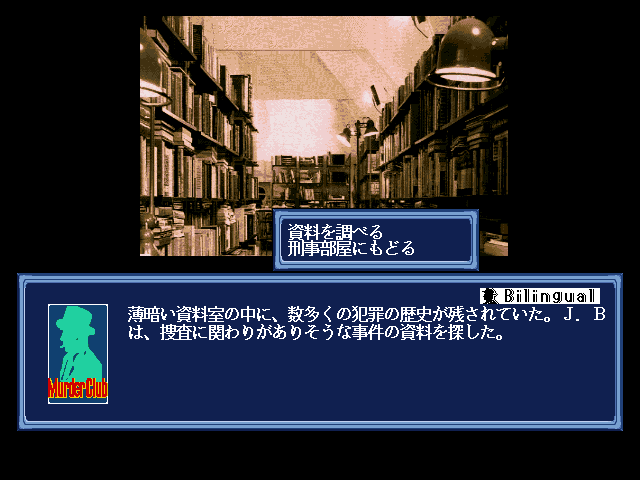 資料を調べる
刑事部屋にもどる
Bilingual
薄暗い資料室の中に、数多くの犯罪の歴史が残されていた。Ｊ．Ｂ
は、捜査に関わりがありそうな事件の資料を探した。
MurderClub